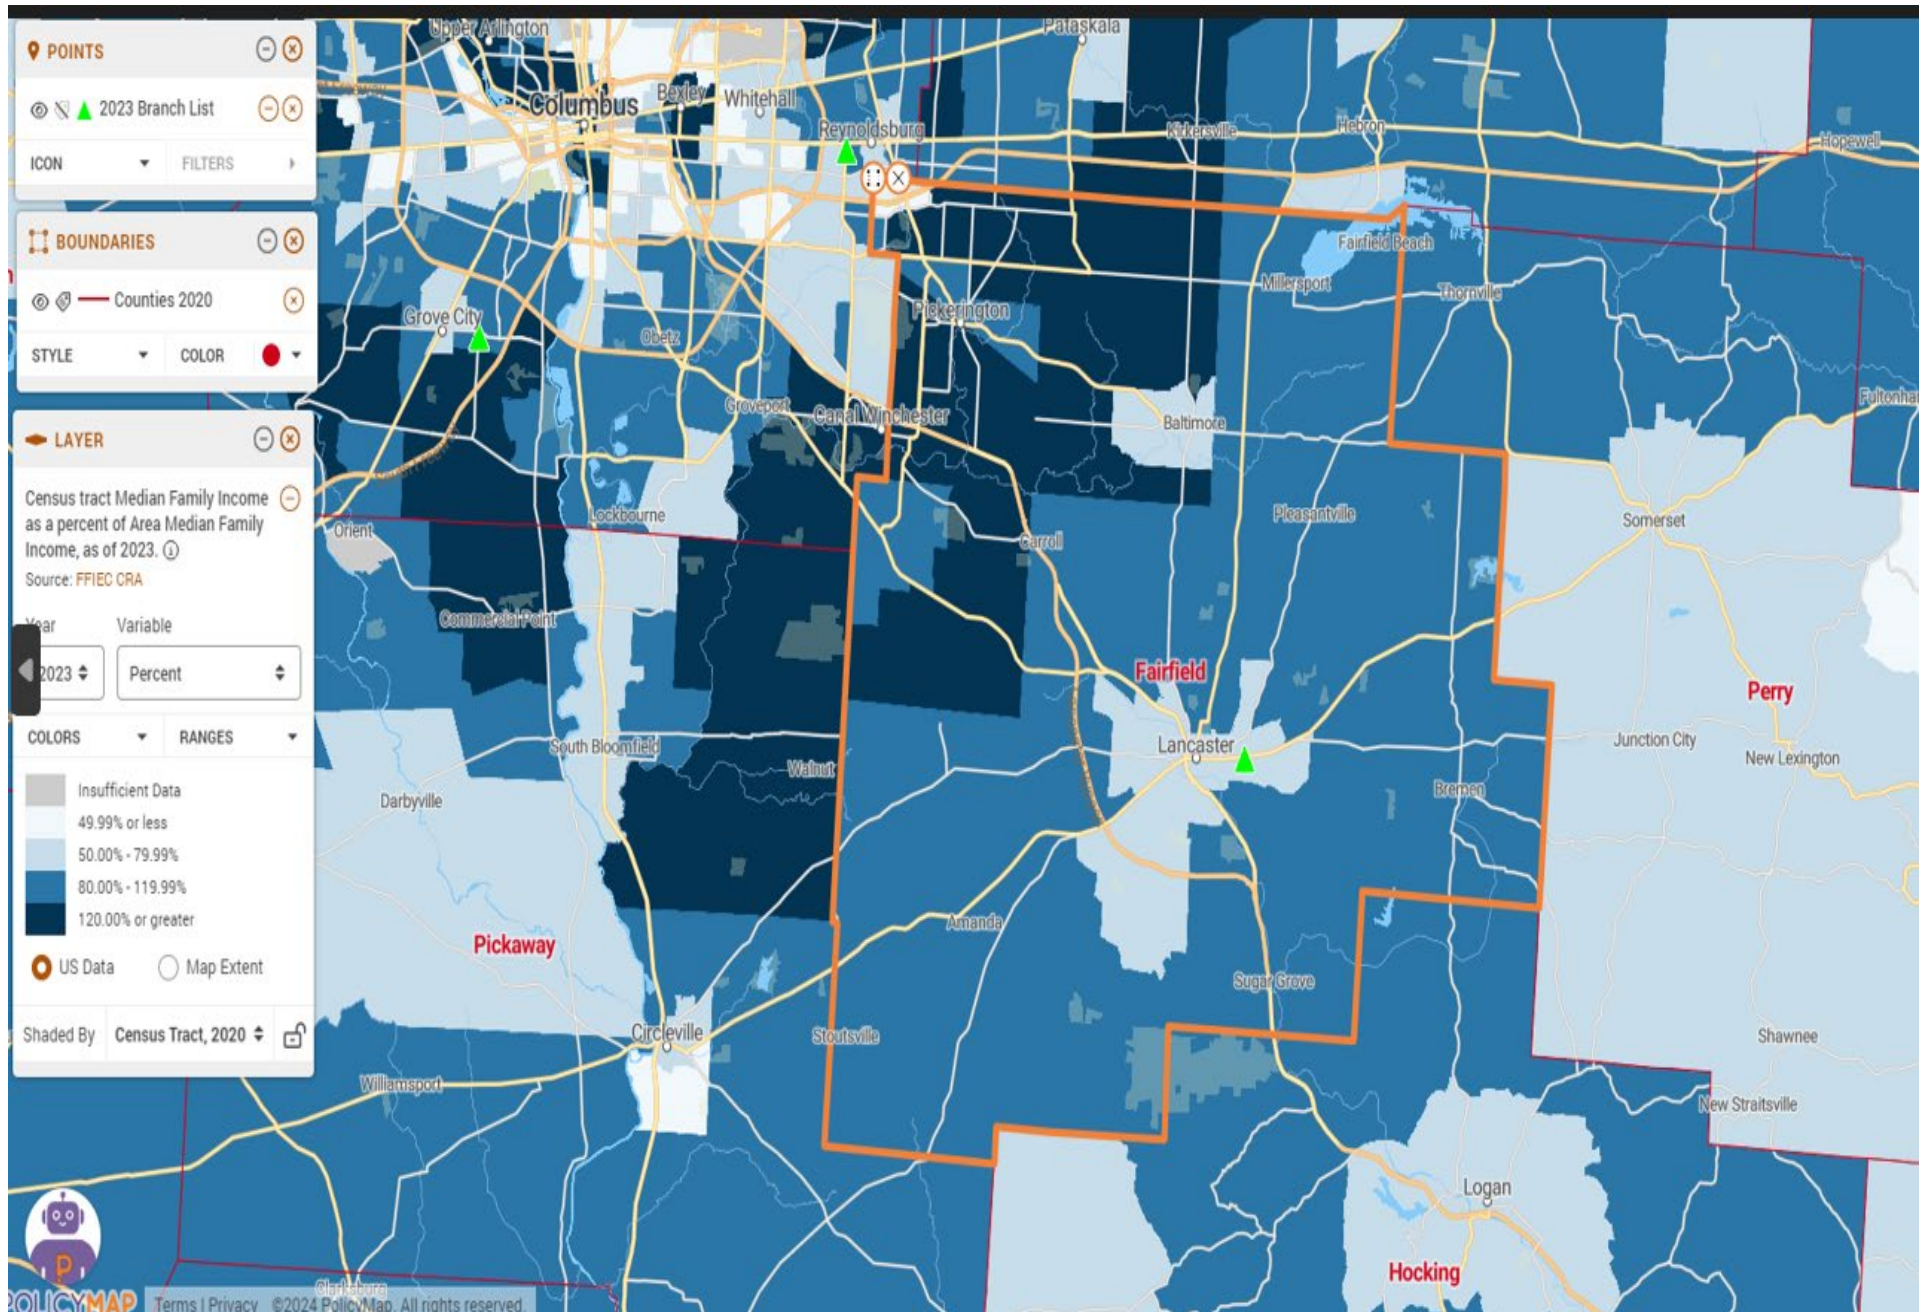 POINTS
2023 Branch List
ICON
FILTERS
BOUNDARIES
Counties 2020
STYLE
COLOR
LAYER
Census tract Median Family Income
as a percent of Area Median Family
Income, as of 2023.
Source: FFIEC CRA
Year
Variable
2023
Percent
COLORS
RANGES
Insufficient Data
49.99% or less
50.00% - 79.99%
80.00% - 119.99%
120.00% or greater
US Data
Map Extent
Shaded By
Census Tract, 2020
Upper Arlington
Pataskala
Columbus
Bexley
Whitehall
Reynoldsburg
Kirkersville
Hebron
Hopewell
Fairfield Beach
Millersport
Thornville
Grove City
Obetz
Pickerington
Groveport
Canal Winchester
Baltimore
Lockbourne
Orient
Carroll
Pleasantville
Somerset
Commercial Point
Fairfield
Perry
South Bloomfield
Walnut
Lancaster
Junction City
New Lexington
Darbyville
Bremen
Pickaway
Amanda
Sugar Grove
Circleville
Stoutsville
Shawnee
Williamsport
New Straitsville
Logan
Hocking
Clarksburg
P
POLICYMAP
Terms | Privacy ©2024 PolicyMap. All rights reserved.